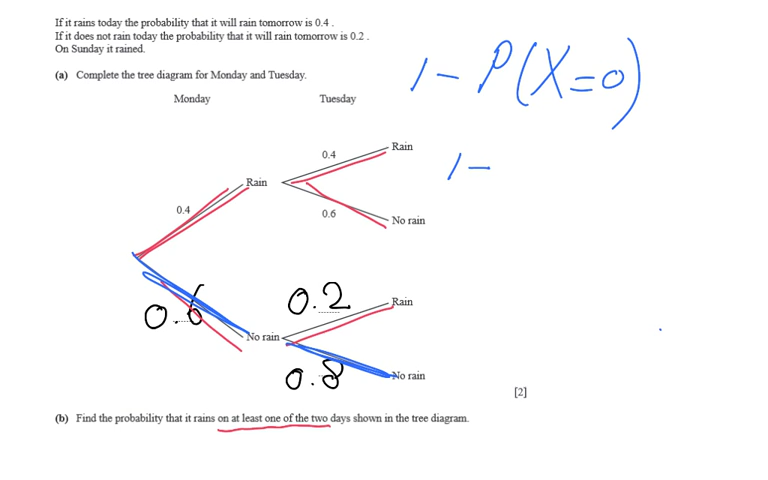 If it rains today the probability that it will rain tomorrow is 0.4 .
If it does not rain today the probability that it will rain tomorrow is 0.2 .
On Sunday it rained.
(a) Complete the tree diagram for Monday and Tuesday.
1 - P(X=0)
Monday Tuesday
Rain
0.4
1 -
Rain
0.4
0.6
No rain
0.6
0.2
Rain
No rain
0.8
No rain
[2]
(b) Find the probability that it rains on at least one of the two days shown in the tree diagram.